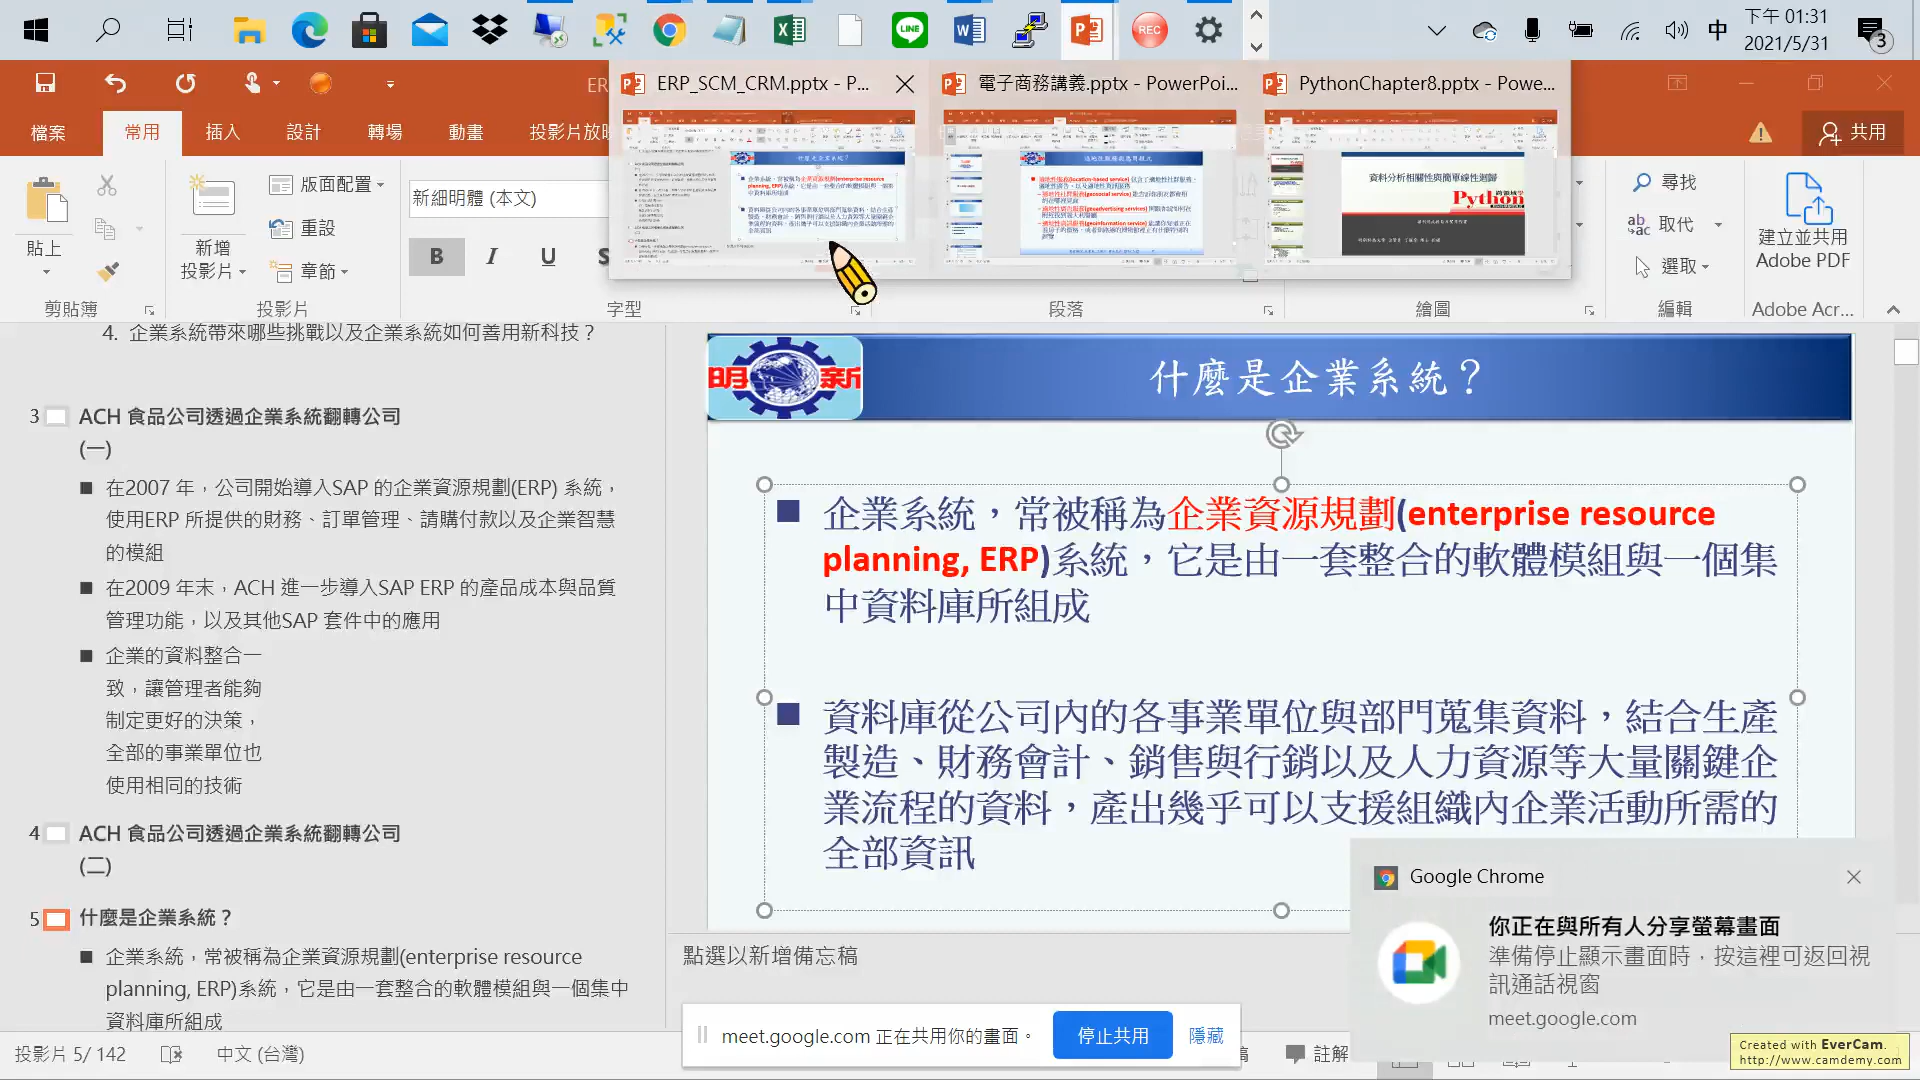 中
下午 01:31
2021/5/31
3
REC
LINE
ER
ERP_SCM_CRM.pptx - P...
電子商務講義.pptx - PowerPoi...
PythonChapter8.pptx - Powe...
檔案
常用
插入
設計
轉場
動畫
投影片放映
共用
什麼是企業系統？
資料分析相關性與簡單線性迴歸
Python
貼上
新增
投影片
版面配置
重設
章節
新細明體 (本文)
B
I
U
S
尋找
取代
選取
建立並共用
Adobe PDF
剪貼簿
投影片
字型
段落
繪圖
編輯
Adobe Acr...
4. 企業系統帶來哪些挑戰以及企業系統如何善用新科技？
3 ACH 食品公司透過企業系統翻轉公司
(一)
■ 在2007 年，公司開始導入SAP 的企業資源規劃(ERP) 系統，
使用ERP 所提供的財務、訂單管理、請購付款以及企業智慧
的模組
■ 在2009 年末，ACH 進一步導入SAP ERP 的產品成本與品質
管理功能，以及其他SAP 套件中的應用
■ 企業的資料整合一
致，讓管理者能夠
制定更好的決策，
全部的事業單位也
使用相同的技術
4 ACH 食品公司透過企業系統翻轉公司
(二)
5 什麼是企業系統？
■ 企業系統，常被稱為企業資源規劃(enterprise resource
planning, ERP)系統，它是由一套整合的軟體模組與一個集中
資料庫所組成
明新
什麼是企業系統？
■ 企業系統，常被稱為企業資源規劃(enterprise resource
planning, ERP)系統，它是由一套整合的軟體模組與一個集
中資料庫所組成
■ 資料庫從公司內的各事業單位與部門蒐集資料，結合生產
製造、財務會計、銷售與行銷以及人力資源等大量關鍵企
業流程的資料，產出幾乎可以支援組織內企業活動所需的
全部資訊
點選以新增備忘稿
Google Chrome
你正在與所有人分享螢幕畫面
準備停止顯示畫面時，按這裡可返回視
訊通話視窗
meet.google.com
meet.google.com 正在共用你的畫面。
停止共用
隱藏
投影片 5/ 142
中文 (台灣)
註解
Created with EverCam.
http://www.camdemy.com